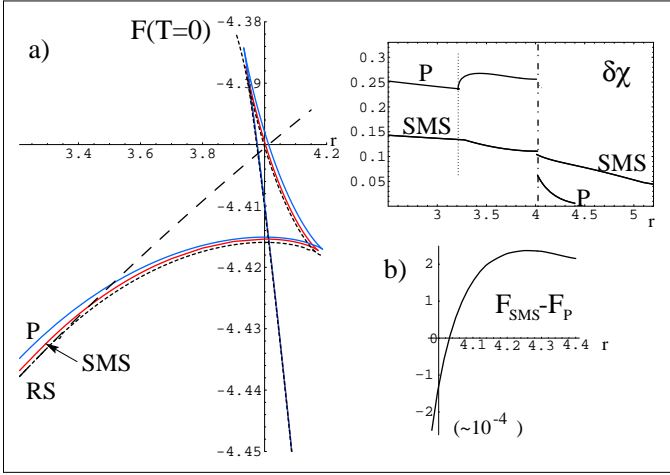 a)
F(T=0)
-4.38
-4.39
r
3.4
3.6
3.8
4.2
-4.41
-4.42
-4.43
-4.44
-4.45
P
SMS
RS
δχ
0.3
0.25
0.2
0.15
0.1
0.05
P
SMS
SMS
P
3
3.5
4
4.5
5
r
b)
2
1
-1
-2
F_SMS-F_P
r
4.1
4.2
4.3
4.4
(~10^-4)